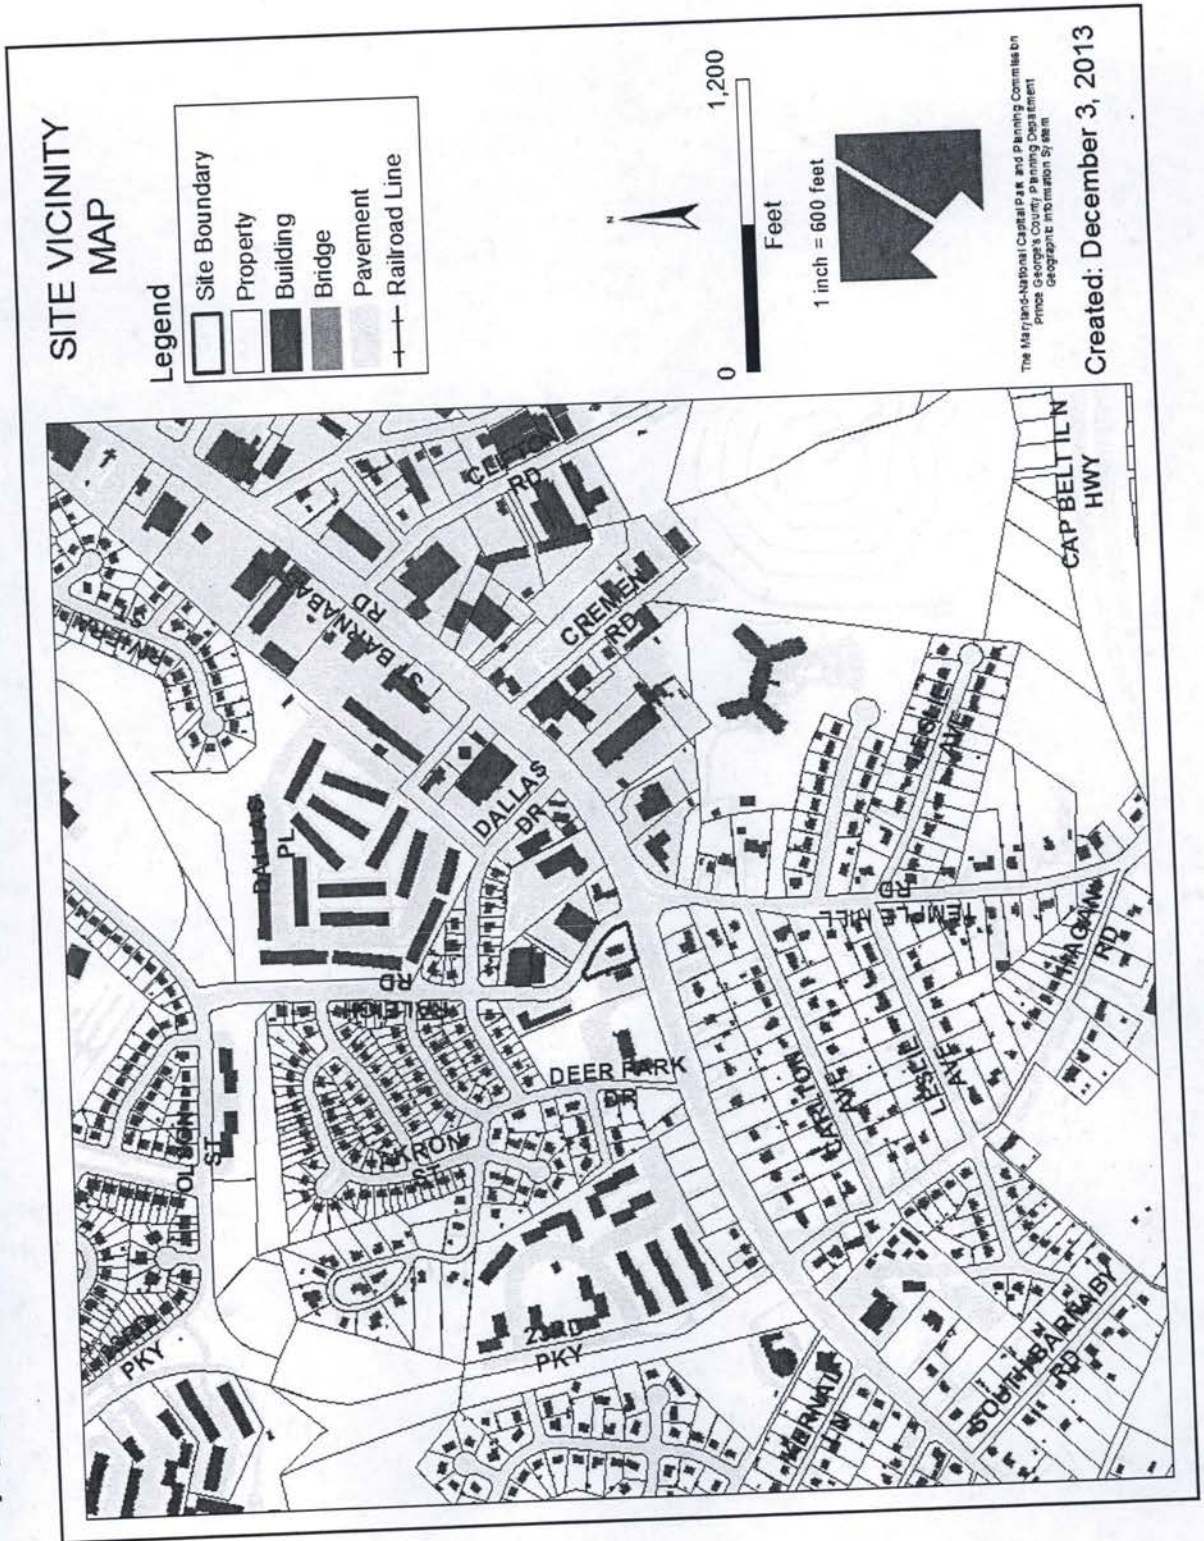 SITE VICINITY
MAP
Legend
Site Boundary
Property
Building
Bridge
Pavement
Railroad Line
N
0
1,200
Feet
1 inch = 600 feet
The Maryland-National Capital Park and Planning Commission
Prince George's County Planning Department
Geographic Information System
Created: December 3, 2013
ST
ST BARNABAS
RD
CLIFTON
RD
CREMEN
RD
DALLAS
PL
DALLAS
DR
RALEIGH
RD
OLSON
ST
23RD
PKY
AKRON
ST
DEER PARK
DR
23RD
PKY
CARLTON
AVE
LESLIE
AVE
LESLIE
AVE
TEMPLE HILL
RD
HAGAN
RD
SOUTH BARNABY
RD
LN
CAP BELT IL N
HWY